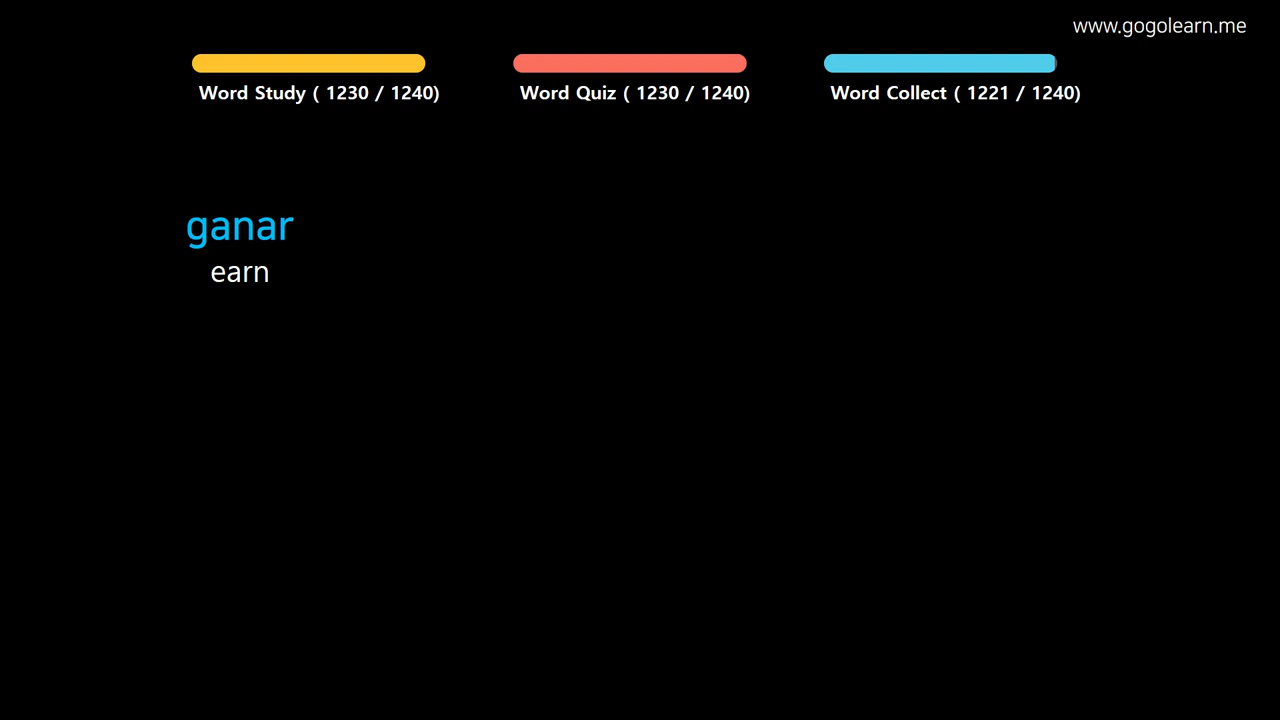 www.gogolearn.me
Word Study ( 1230 / 1240)
Word Quiz ( 1230 / 1240)
Word Collect ( 1221 / 1240)
ganar
earn